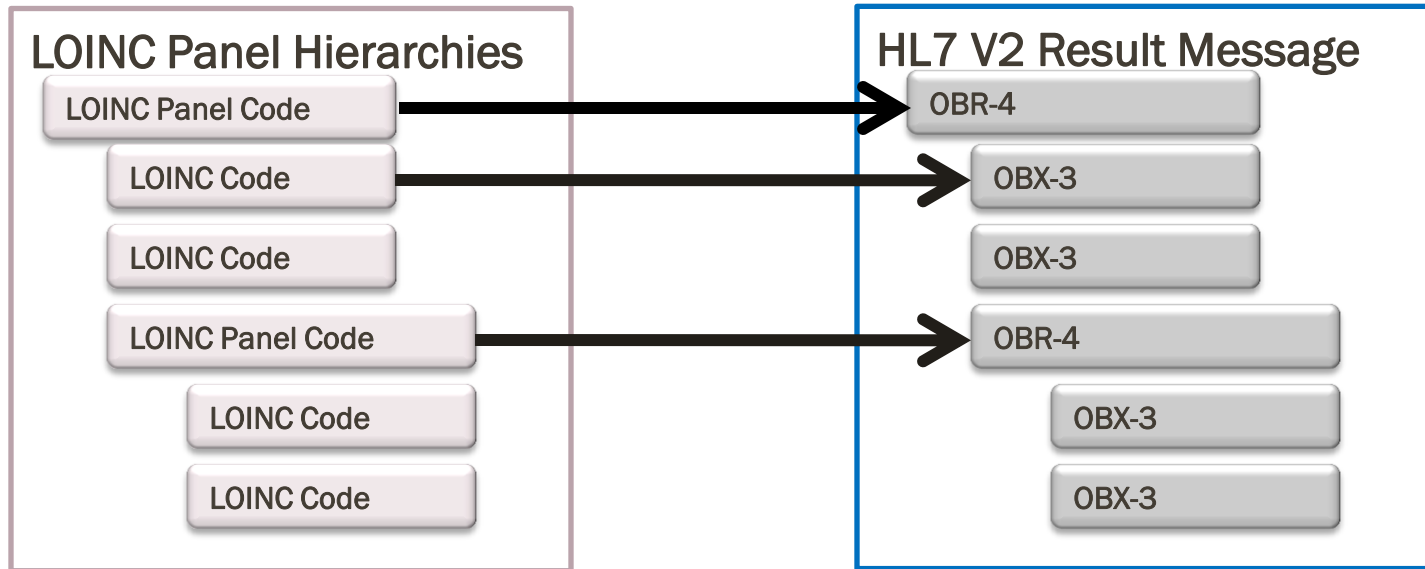 LOINC Panel Hierarchies
LOINC Panel Code
LOINC Code
LOINC Code
LOINC Panel Code
LOINC Code
LOINC Code
HL7 V2 Result Message
OBR-4
OBX-3
OBX-3
OBR-4
OBX-3
OBX-3